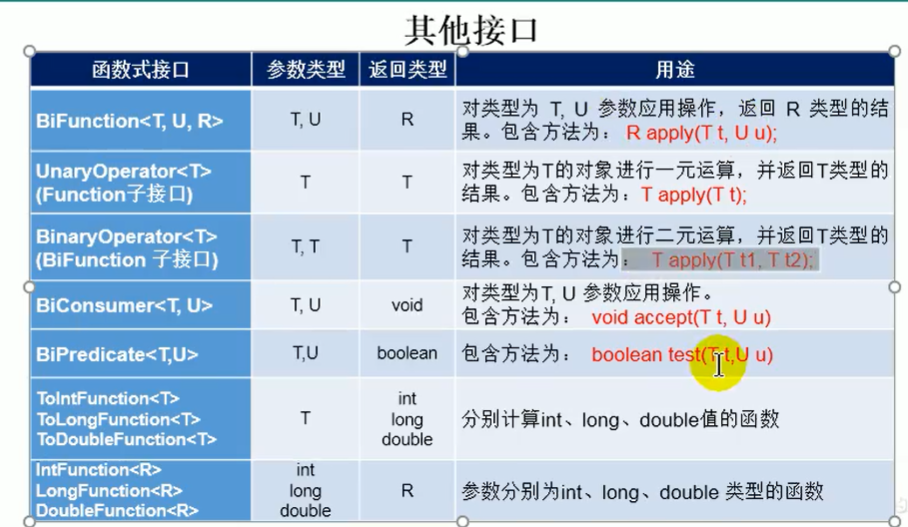 其他接口
函数式接口 参数类型 返回类型 用途
BiFunction<T, U, R> T, U R 对类型为 T, U 参数应用操作，返回 R 类型的结
果。包含方法为： R apply(T t, U u);
UnaryOperator<T>
(Function子接口) T T 对类型为T的对象进行一元运算，并返回T类型的
结果。包含方法为：T apply(T t);
BinaryOperator<T>
(BiFunction 子接口) T, T T 对类型为T的对象进行二元运算，并返回T类型的
结果。包含方法为： T apply(T t1, T t2);
BiConsumer<T, U> T, U void 对类型为T, U 参数应用操作。
包含方法为： void accept(T t, U u)
BiPredicate<T,U> T,U boolean 包含方法为： boolean test(T t,U u)
ToIntFunction<T>
ToLongFunction<T>
ToDoubleFunction<T>
T
int
long
double
分别计算int、long、double值的函数
IntFunction<R>
LongFunction<R>
DoubleFunction<R>
int
long
double
R
参数分别为int、long、double 类型的函数